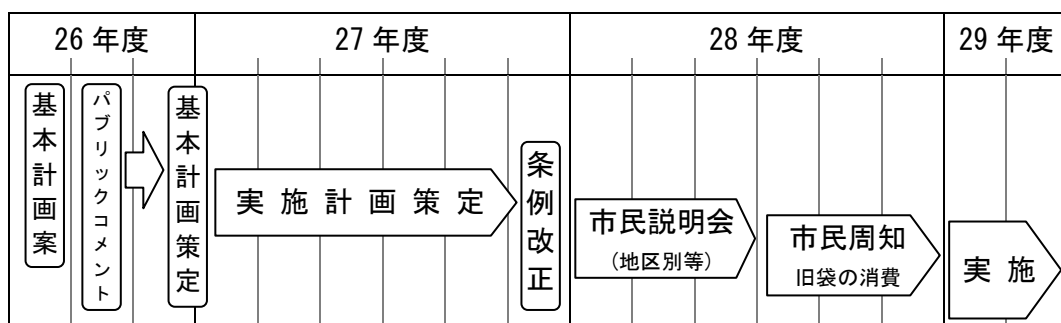 26 年度
27 年度
28 年度
29 年度
基本計画案
パブリックコメント
基本計画策定
実施計画策定
条例改正
市民説明会
(地区別等)
市民周知
旧袋の消費
実施